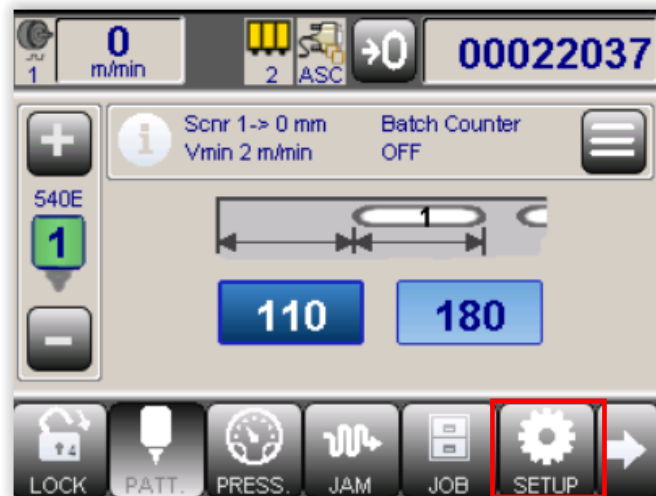 0
1
m/min
2
ASC
→0
00022037
Scnr 1-> 0 mm
Batch Counter
Vmin 2 m/min
OFF
540E
1
1
110
180
LOCK
PATT.
PRESS.
JAM
JOB
SETUP